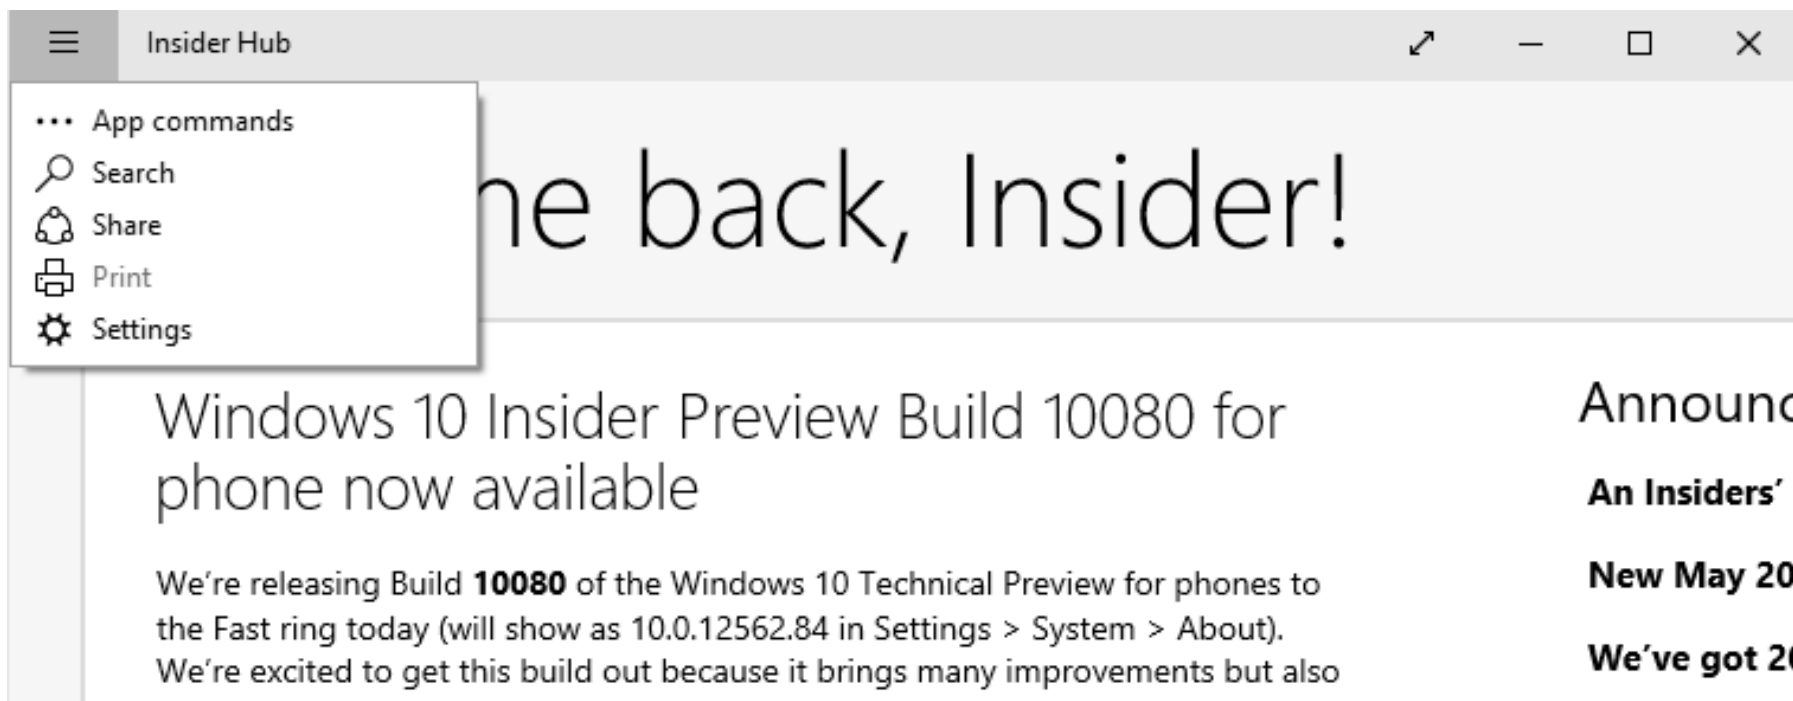 Insider Hub
App commands
Search
Share
Print
Settings
back, Insider!
Windows 10 Insider Preview Build 10080 for
phone now available
We’re releasing Build 10080 of the Windows 10 Technical Preview for phones to
the Fast ring today (will show as 10.0.12562.84 in Settings > System > About).
We’re excited to get this build out because it brings many improvements but also
An Insiders’
New May 20
We’ve got